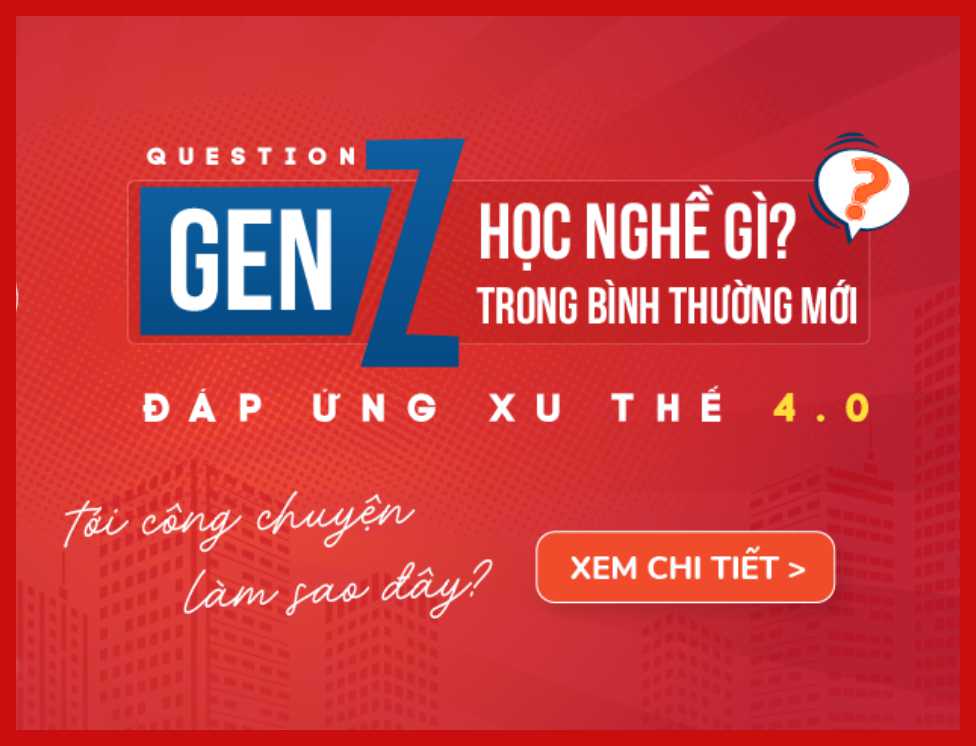 QUESTION
GEN Z
HỌC NGHỀ GÌ?
TRONG BÌNH THƯỜNG MỚI
?
ĐÁP ỨNG XU THẾ 4.0
Tới công chuyện
làm sao đây?
XEM CHI TIẾT >